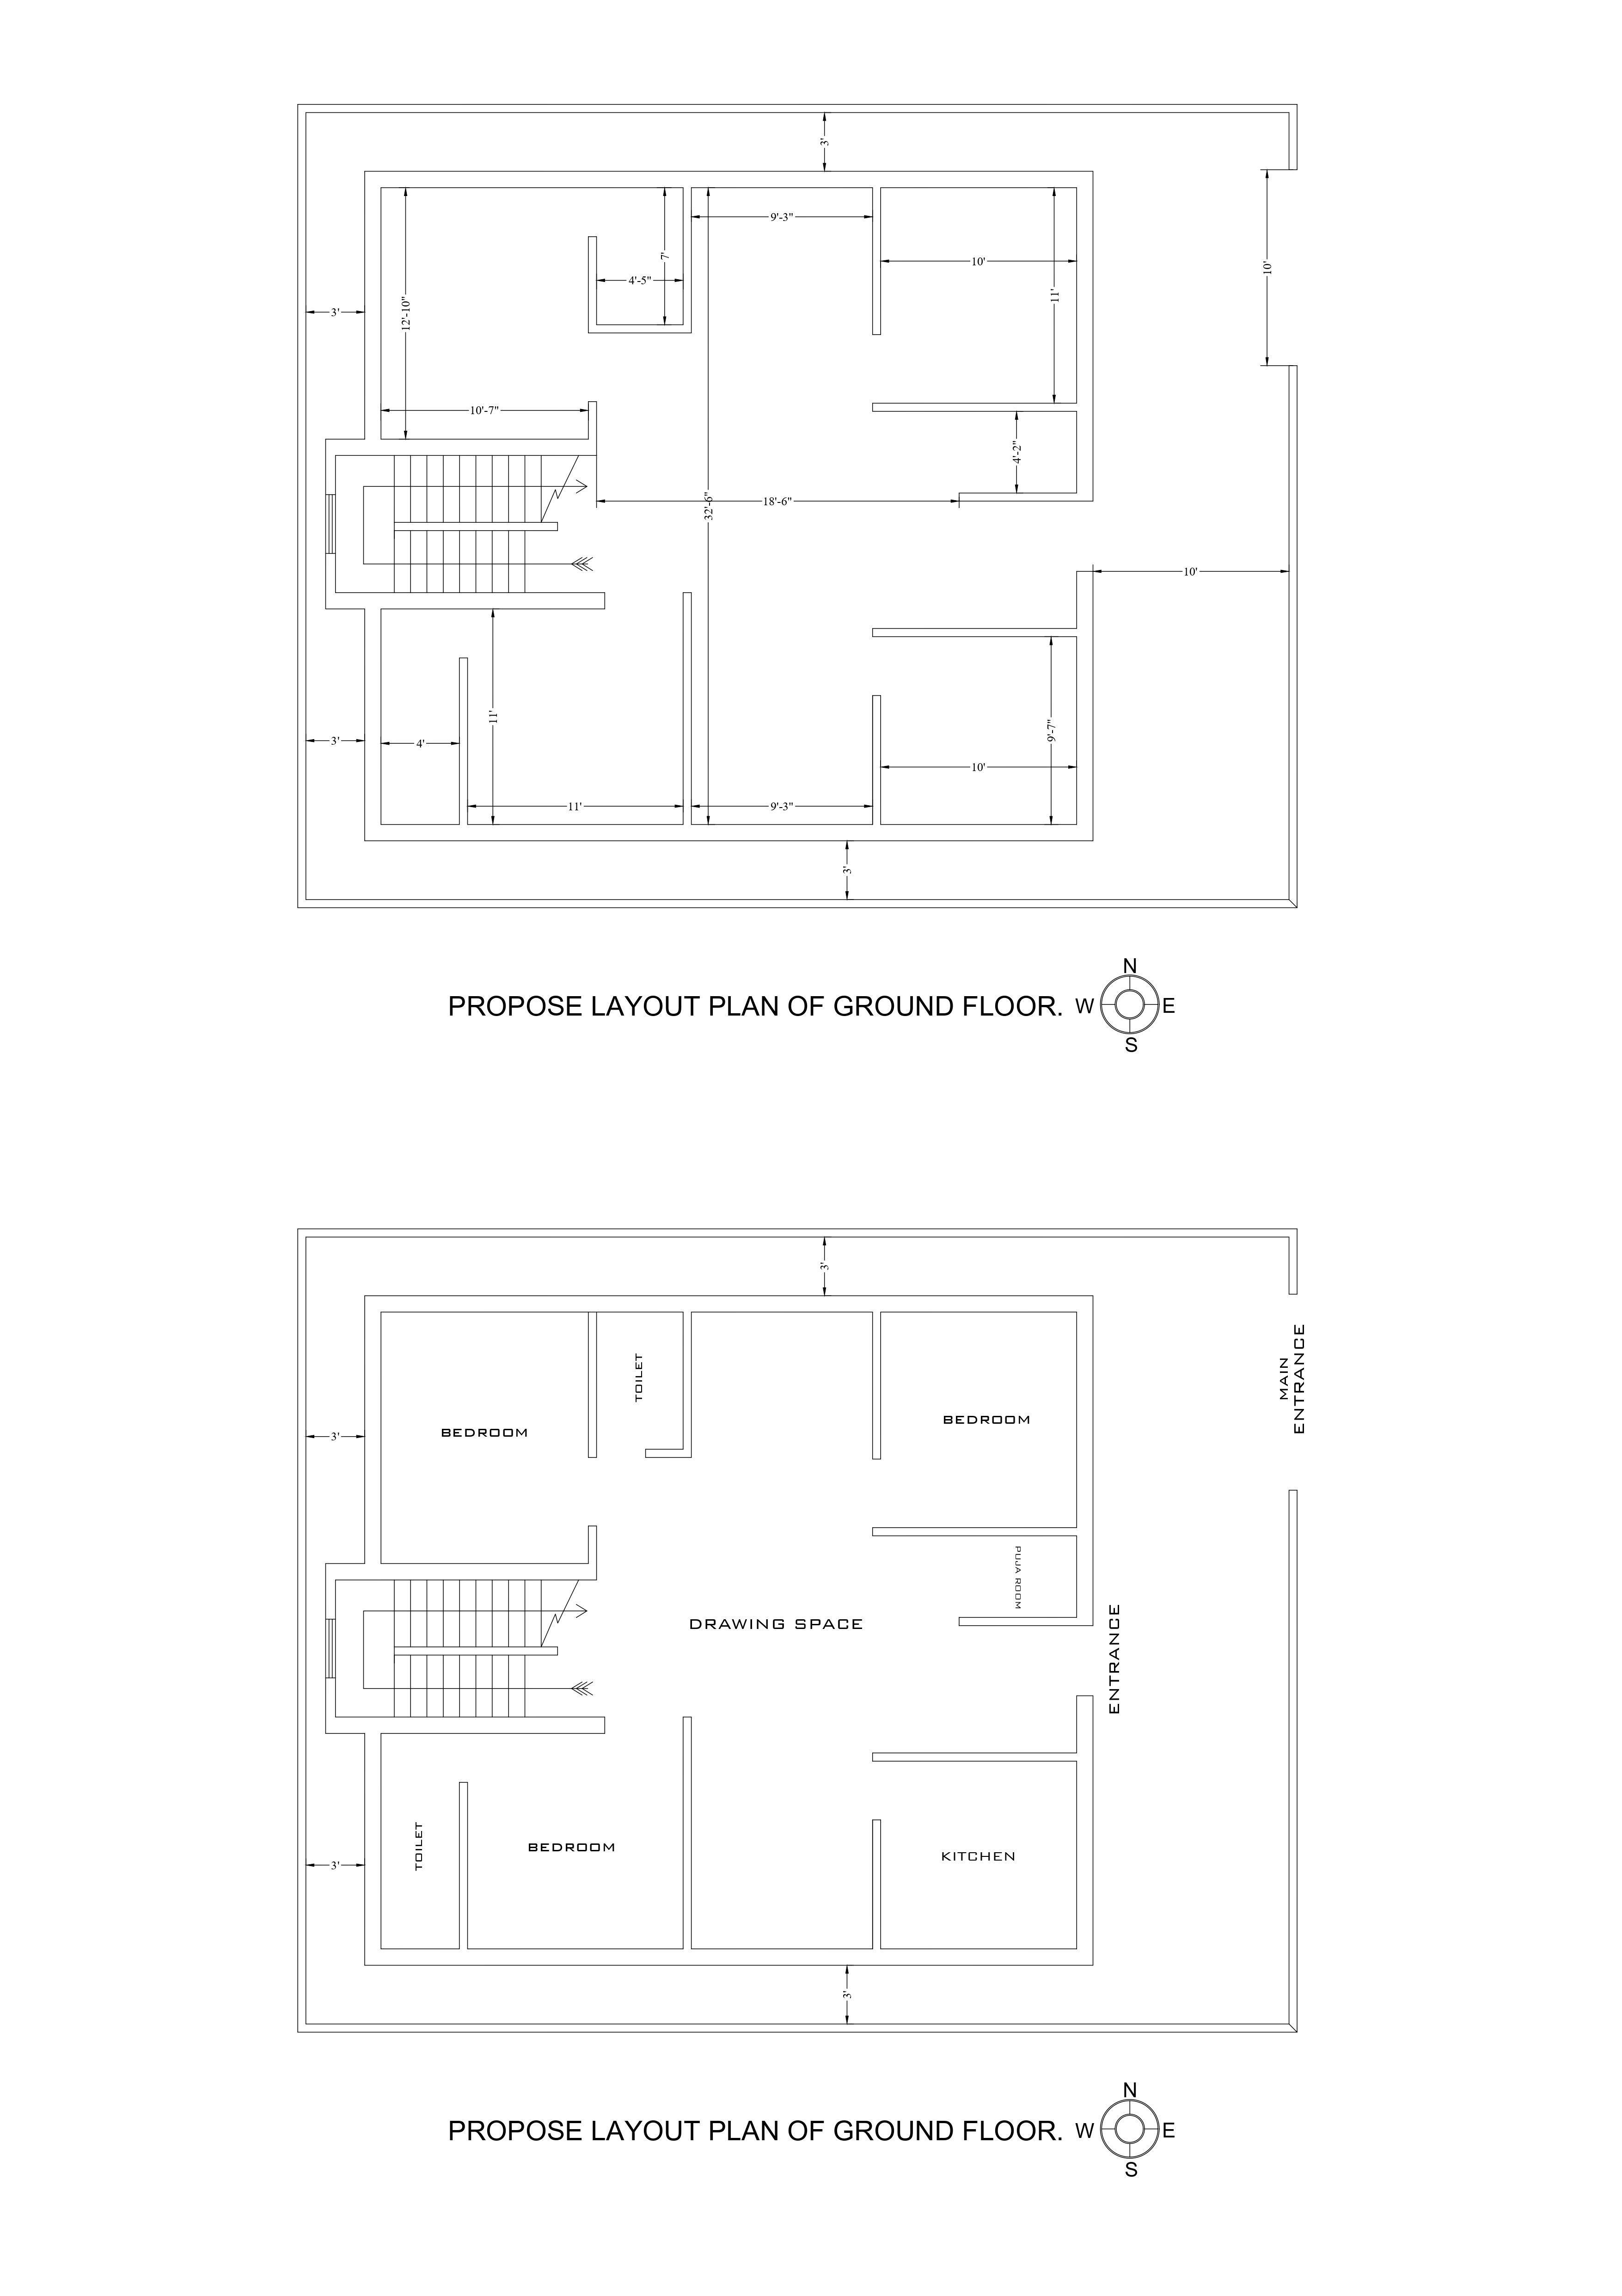 3'
9'-3"
7'
10'
10'
4'-5"
11'
12'-10"
3'
10'-7"
4'-2"
18'-6"
32'-6"
10'
11'
9'-7"
3'
4'
10'
11'
9'-3"
3'
PROPOSE LAYOUT PLAN OF GROUND FLOOR.
N
W
E
S
3'
TOILET
MAIN
ENTRANCE
BEDROOM
BEDROOM
3'
PUJA ROOM
DRAWING SPACE
ENTRANCE
TOILET
BEDROOM
KITCHEN
3'
3'
PROPOSE LAYOUT PLAN OF GROUND FLOOR.
N
W
E
S